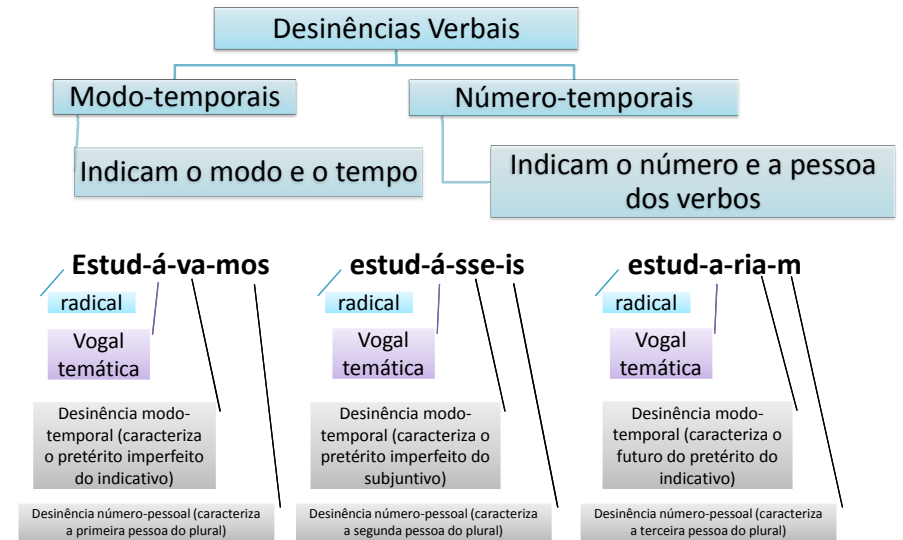 Desinências Verbais
Modo-temporais
Número-temporais
Indicam o modo e o tempo
Indicam o número e a pessoa
dos verbos
Estud-á-va-mos
radical
Vogal
temática
Desinência modo-
temporal (caracteriza
o pretérito imperfeito
do indicativo)
Desinência número-pessoal (caracteriza
a primeira pessoa do plural)
estud-á-sse-is
radical
Vogal
temática
Desinência modo-
temporal (caracteriza o
pretérito imperfeito do
subjuntivo)
Desinência número-pessoal (caracteriza
a segunda pessoa do plural)
estud-a-ria-m
radical
Vogal
temática
Desinência modo-
temporal (caracteriza o
futuro do pretérito do
indicativo)
Desinência número-pessoal (caracteriza
a terceira pessoa do plural)